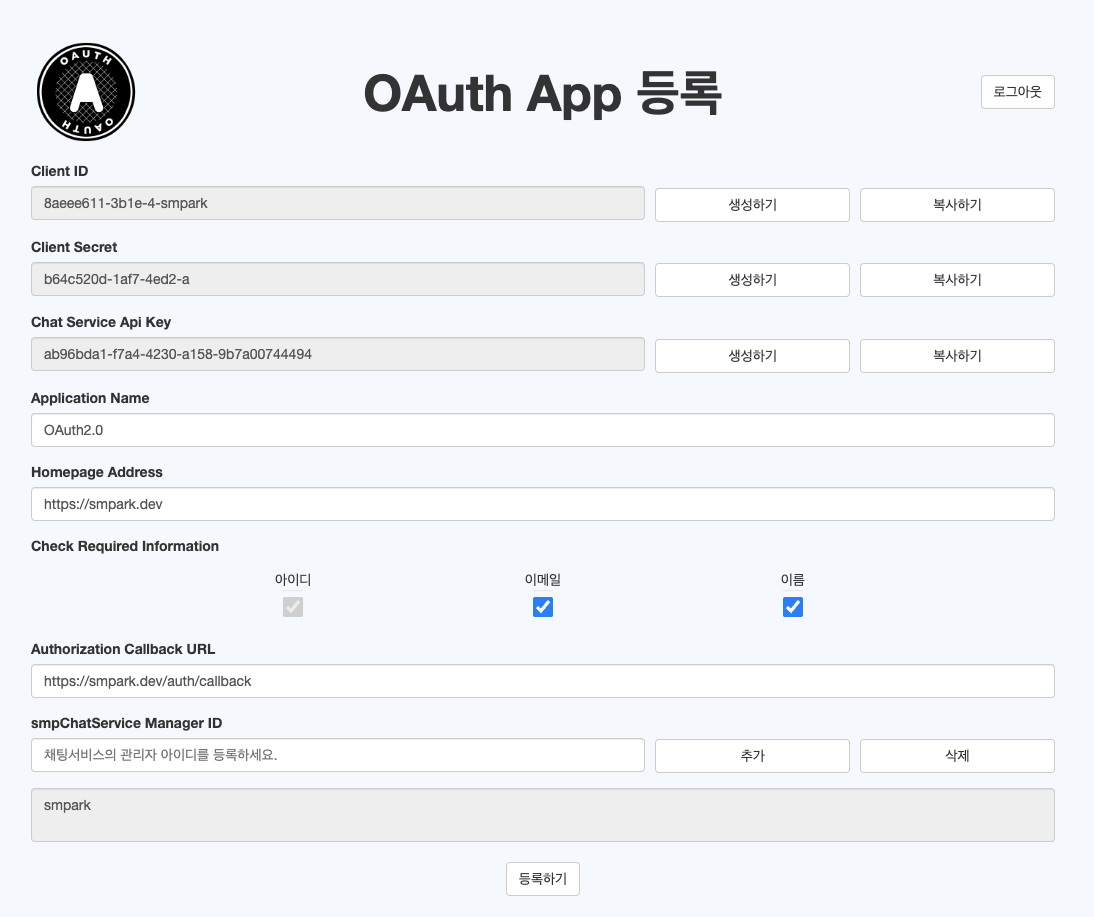 OAUTH
A
OAUTH
OAuth App 등록
로그아웃
Client ID
8aeee611-3b1e-4-smpark
생성하기
복사하기
Client Secret
b64c520d-1af7-4ed2-a
생성하기
복사하기
Chat Service Api Key
ab96bda1-f7a4-4230-a158-9b7a00744494
생성하기
복사하기
Application Name
OAuth2.0
Homepage Address
https://smpark.dev
Check Required Information
아이디
이메일
이름
Authorization Callback URL
https://smpark.dev/auth/callback
smpChatService Manager ID
채팅서비스의 관리자 아이디를 등록하세요.
추가
삭제
smpark
등록하기